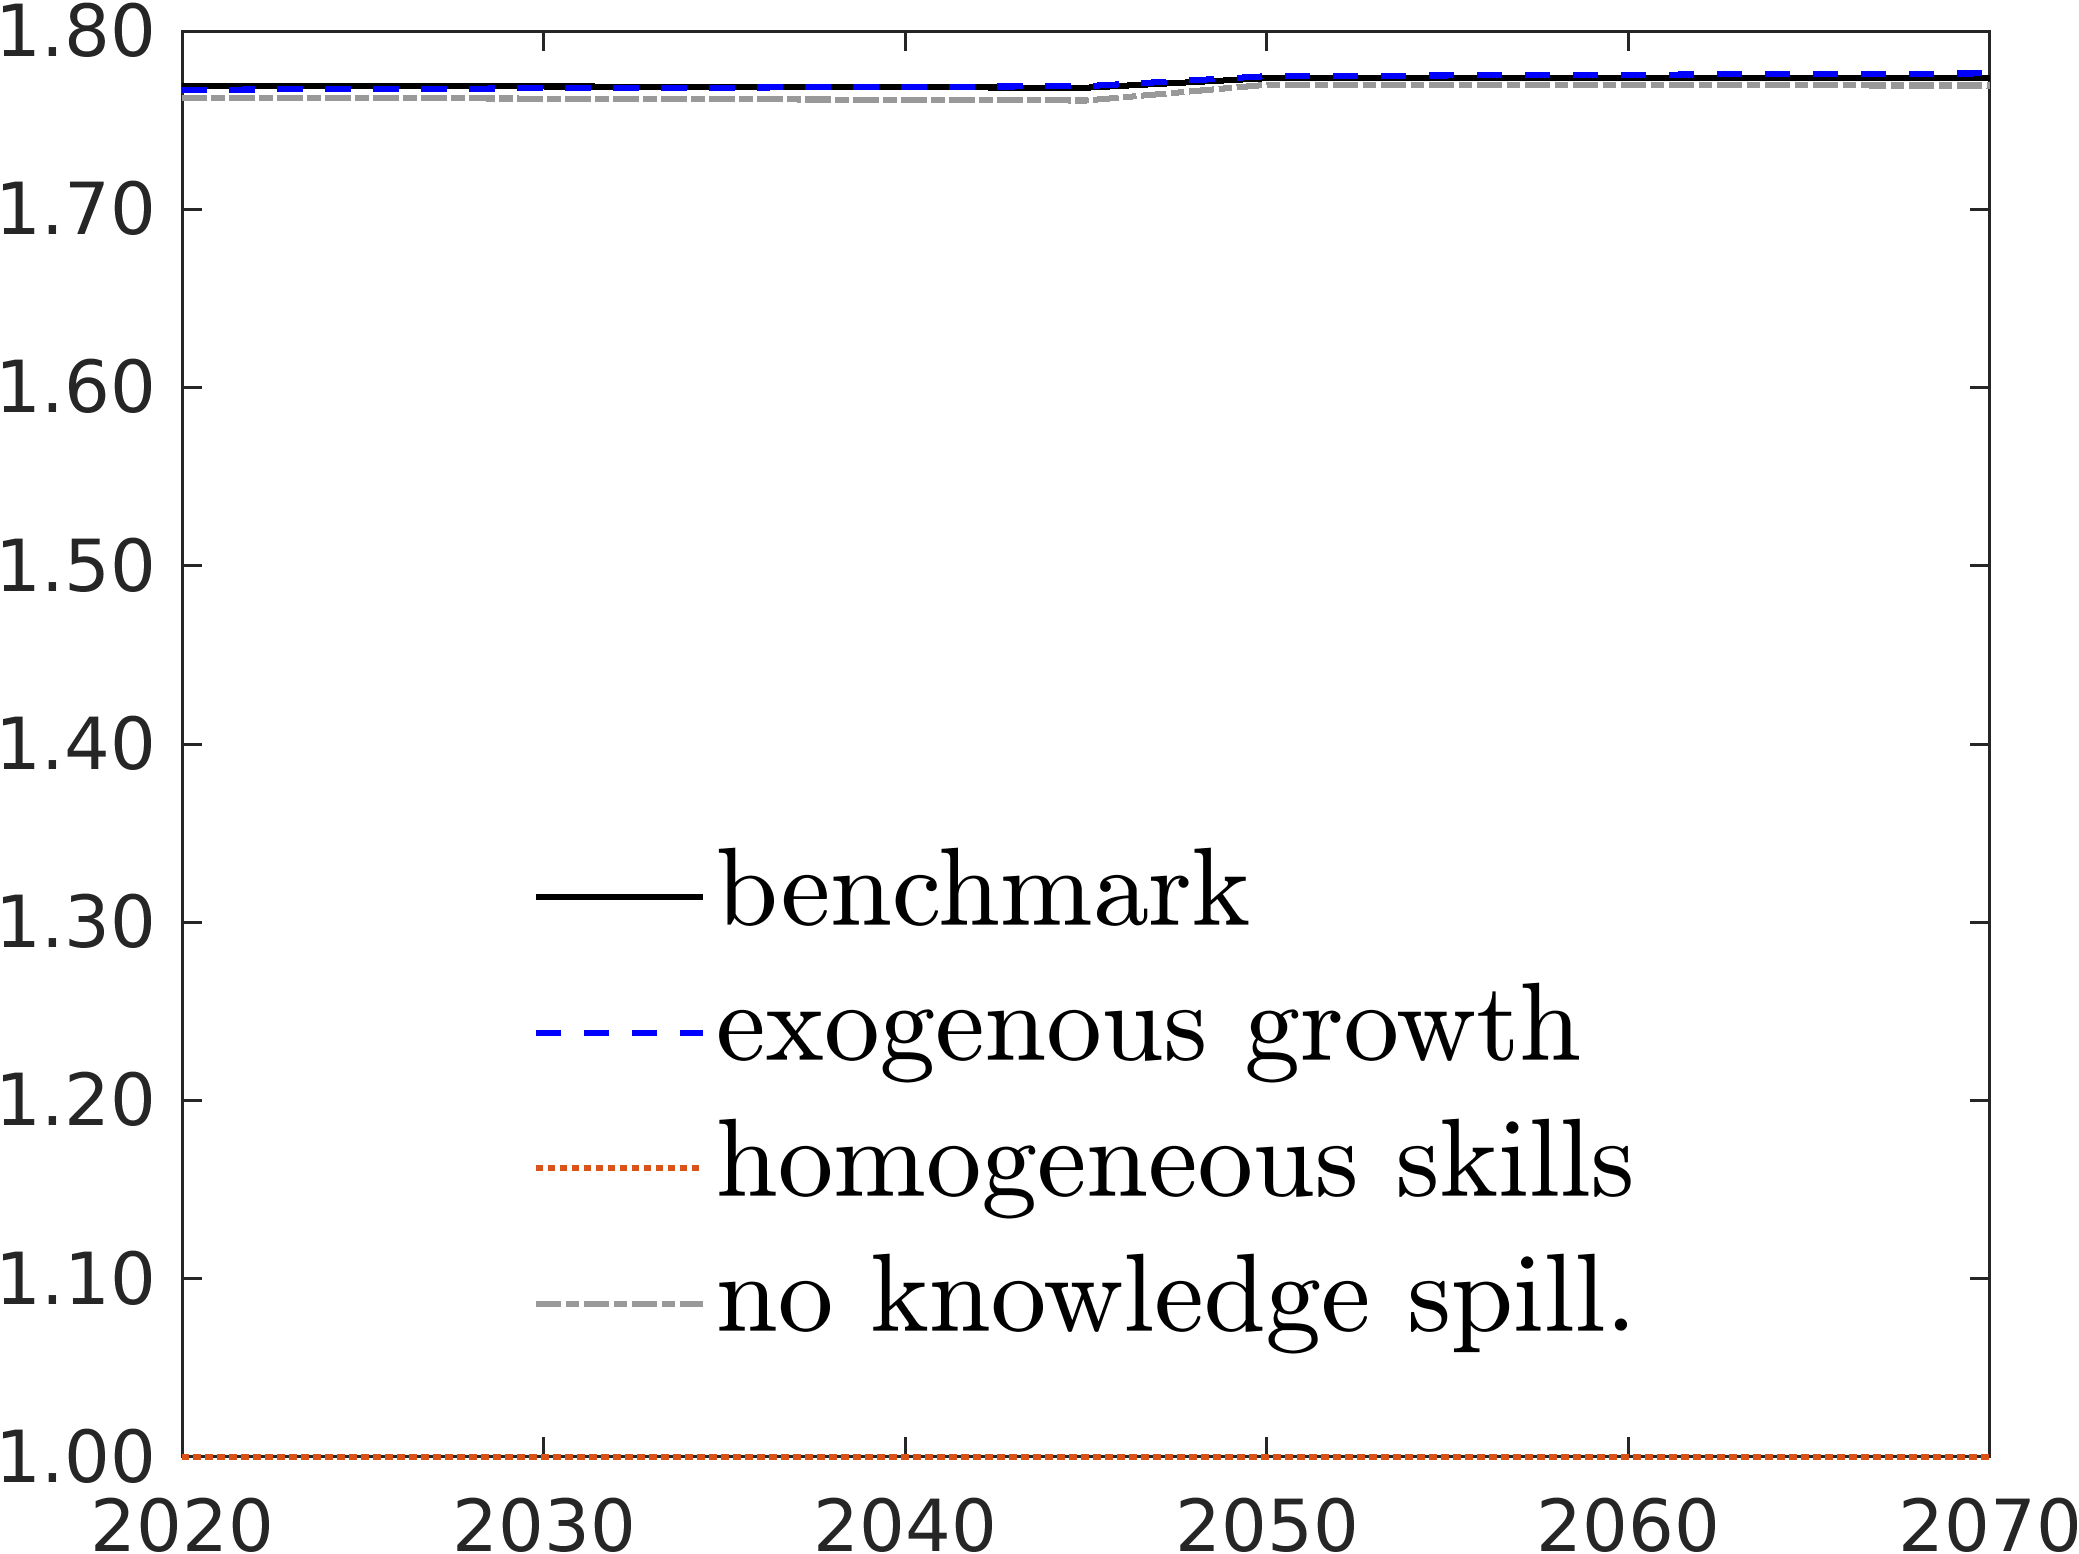 1.80
1.70
1.60
1.50
1.40
1.30
1.20
1.10
1.00
benchmark
exogenous growth
homogeneous skills
no knowledge spill.
2020 2030 2040 2050 2060 2070